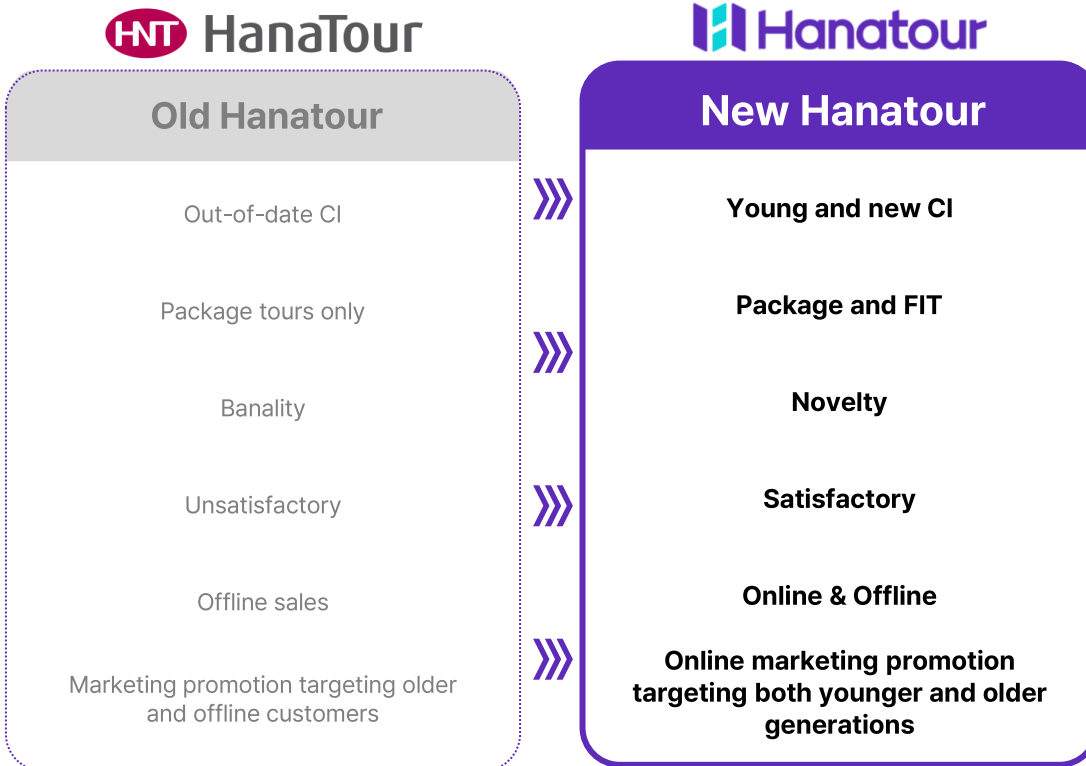 HNT HanaTour
Old Hanatour
Out-of-date CI
Package tours only
Banality
Unsatisfactory
Offline sales
Marketing promotion targeting older
and offline customers
Hanatour
New Hanatour
Young and new CI
Package and FIT
Novelty
Satisfactory
Online & Offline
Online marketing promotion
targeting both younger and older
generations